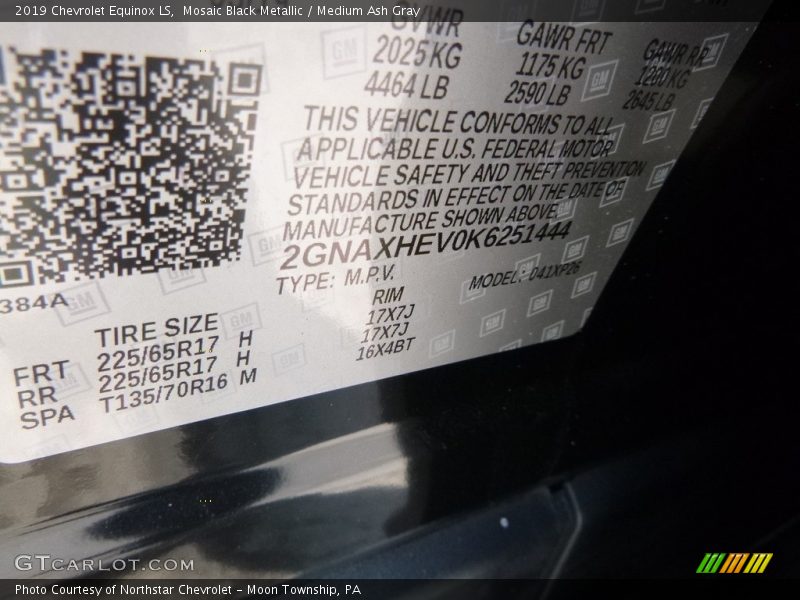 2019 Chevrolet Equinox LS, Mosaic Black Metallic / Medium Ash Gray
GVWR GAWR FRT GAWR RR
2025 KG 1175 KG 1200 KG
4464 LB 2590 LB 2645 LB
THIS VEHICLE CONFORMS TO ALL
APPLICABLE U.S. FEDERAL MOTOR
VEHICLE SAFETY AND THEFT PREVENTION
STANDARDS IN EFFECT ON THE DATE OF
MANUFACTURE SHOWN ABOVE
2GNAXHEV0K6251444
TYPE: M.P.V. MODEL: 041XP26
384A
TIRE SIZE RIM
FRT 225/65R17 H 17X7J
RR 225/65R17 H 17X7J
SPA T135/70R16 M 16X4BT
GTCARLOT.COM
Photo Courtesy of Northstar Chevrolet – Moon Township, PA